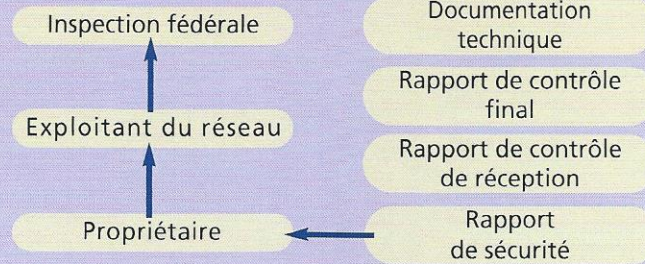 Inspection fédérale
Exploitant du réseau
Propriétaire
Documentation
technique
Rapport de contrôle
final
Rapport de contrôle
de réception
Rapport
de sécurité